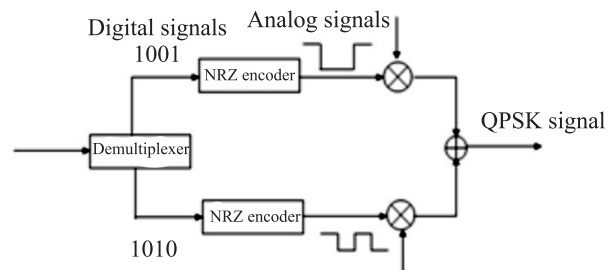 Digital signals
1001
Analog signals
NRZ encoder
Demultiplexer
QPSK signal
NRZ encoder
1010